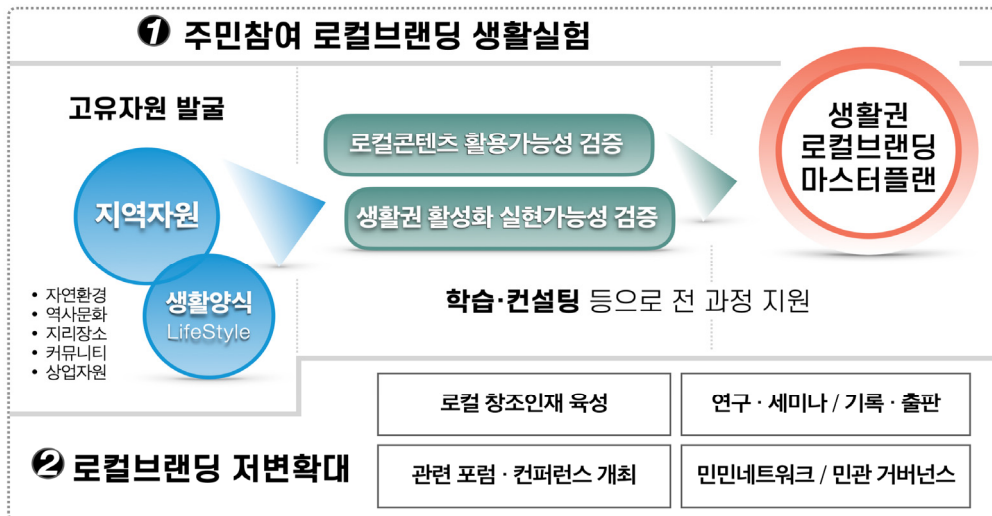 ❶ 주민참여 로컬브랜딩 생활실험
고유자원 발굴
지역자원
생활양식
LifeStyle
• 자연환경
• 역사문화
• 지리장소
• 커뮤니티
• 상업자원
로컬콘텐츠 활용가능성 검증
생활권 활성화 실현가능성 검증
학습·컨설팅 등으로 전 과정 지원
생활권
로컬브랜딩
마스터플랜
❷ 로컬브랜딩 저변확대
로컬 창조인재 육성
연구 · 세미나 / 기록 · 출판
관련 포럼 · 컨퍼런스 개최
민민네트워크 / 민관 거버넌스